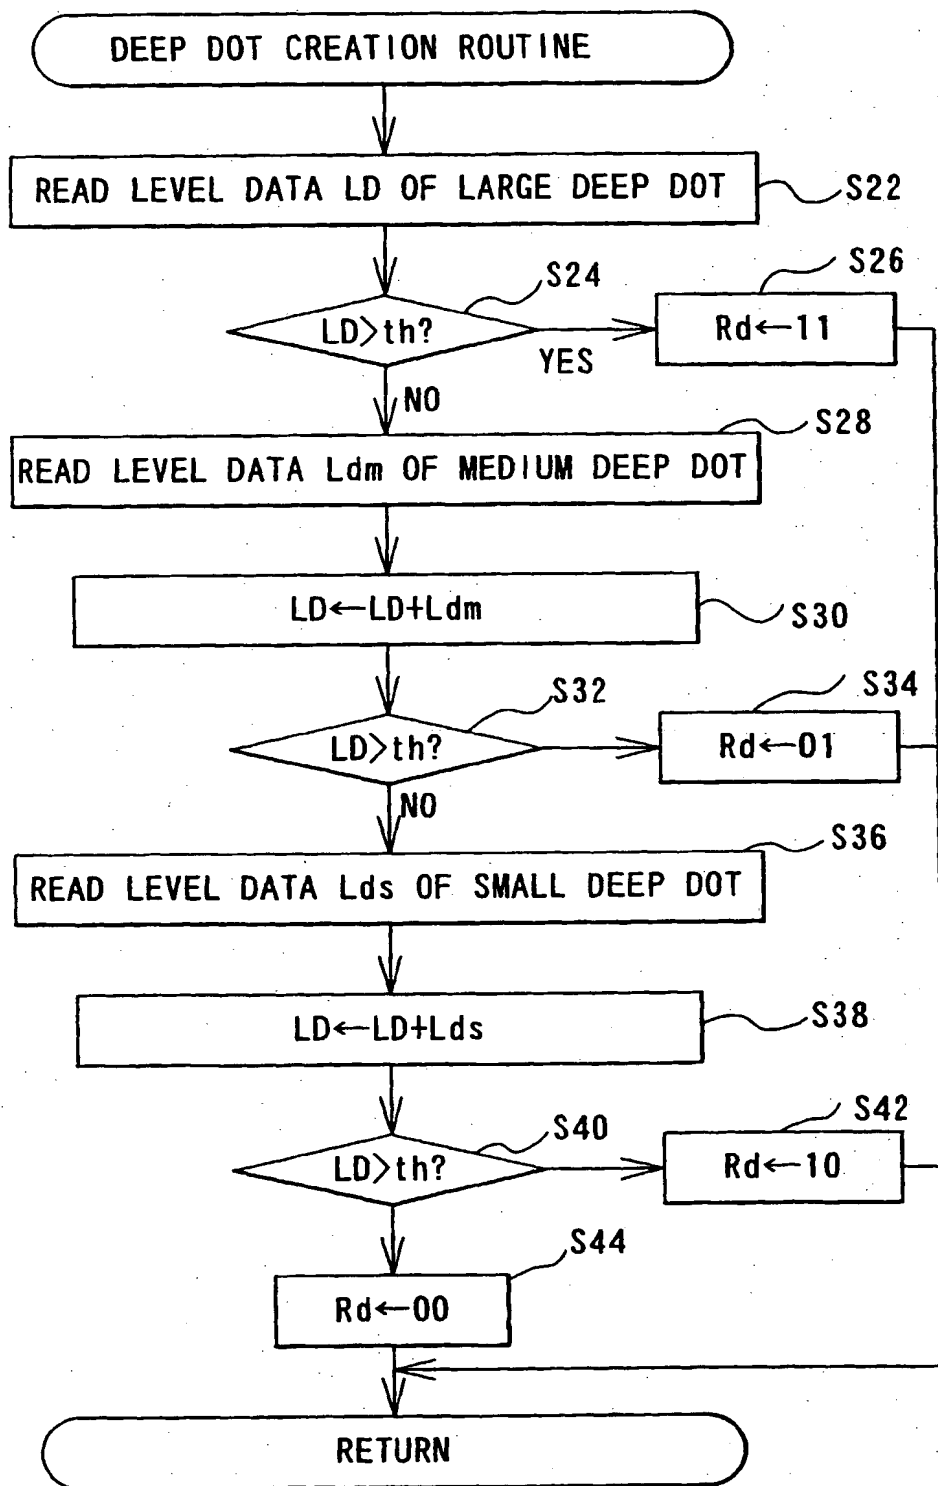 DEEP DOT CREATION ROUTINE
READ LEVEL DATA LD OF LARGE DEEP DOT
S22
S24
LD>th?
YES
S26
Rd←11
NO
S28
READ LEVEL DATA Ldm OF MEDIUM DEEP DOT
LD←LD+Ldm
S30
S32
LD>th?
S34
Rd←01
NO
S36
READ LEVEL DATA Lds OF SMALL DEEP DOT
LD←LD+Lds
S38
S40
LD>th?
S42
Rd←10
S44
Rd←00
RETURN